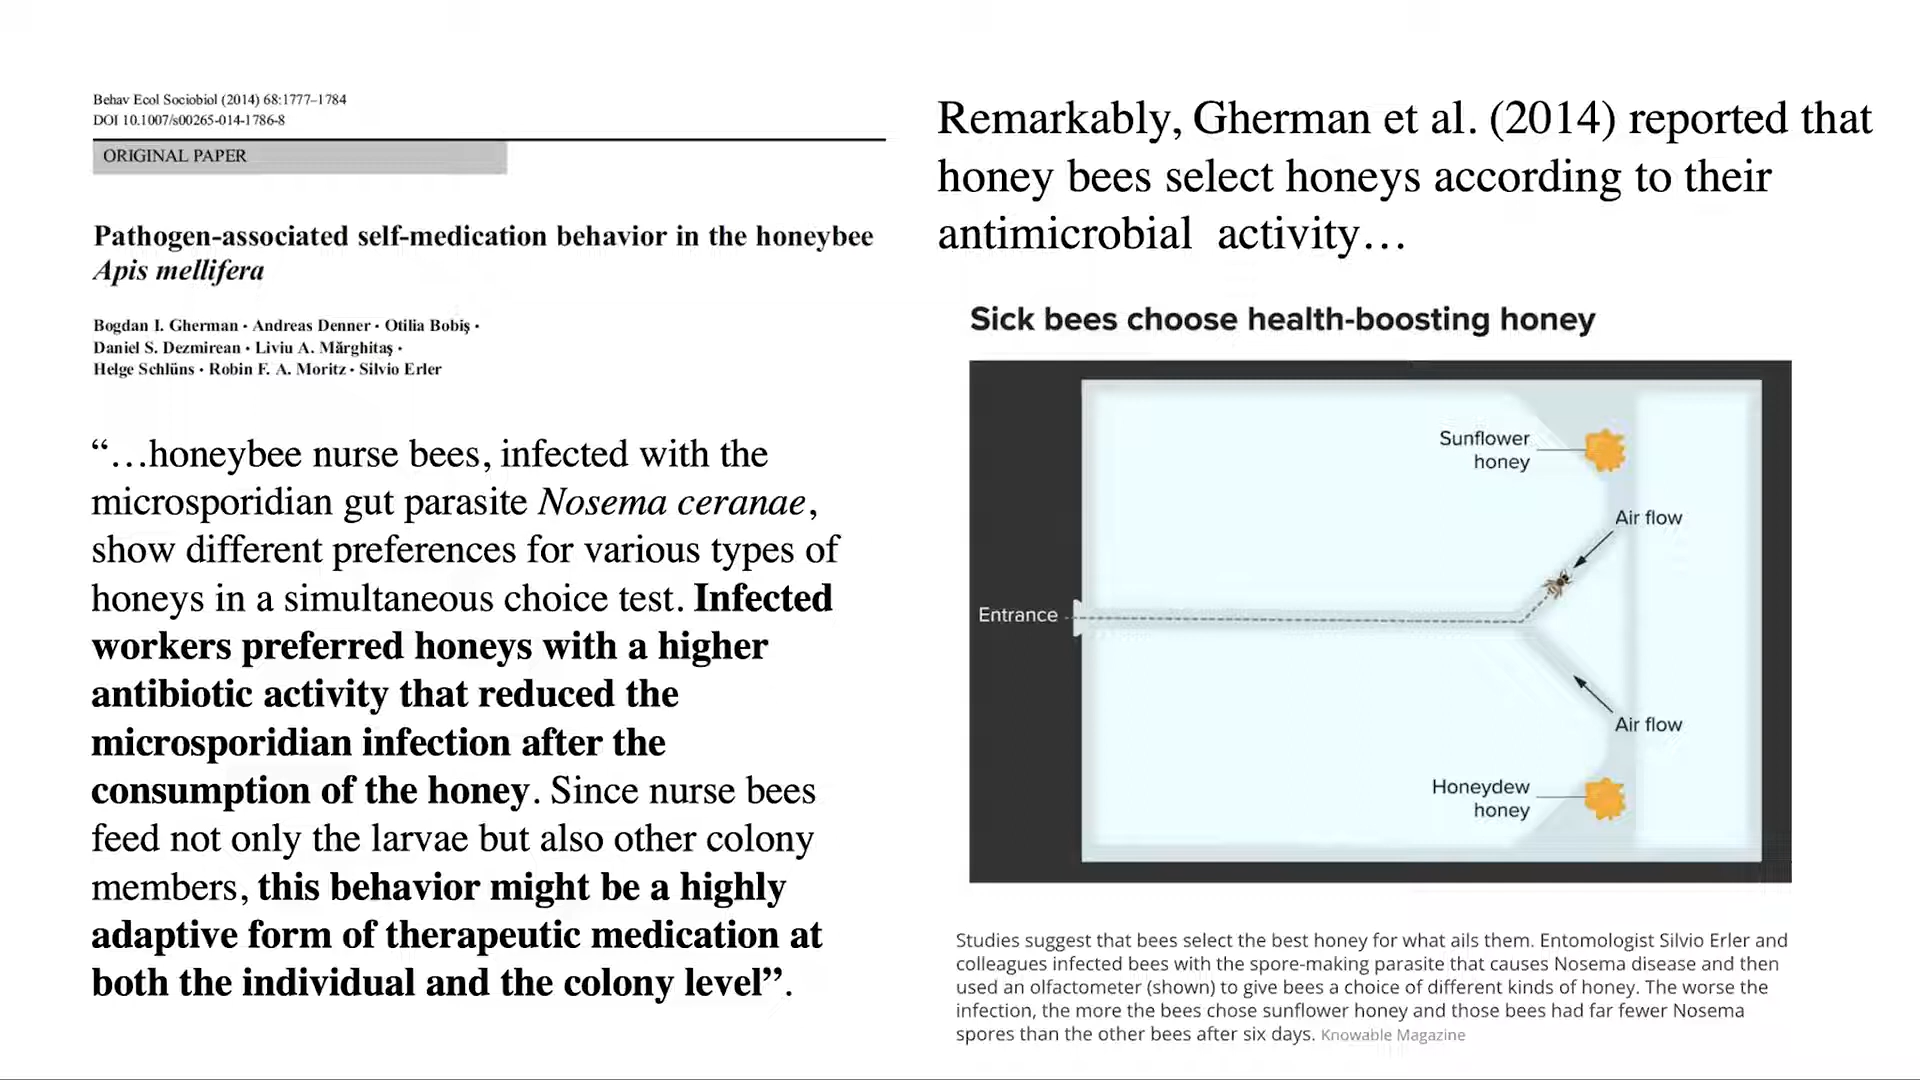 Behav Ecol Sociobiol (2014) 68:1777–1784
DOI 10.1007/s00265-014-1786-8
ORIGINAL PAPER
Pathogen-associated self-medication behavior in the honeybee
Apis mellifera
Bogdan I. Gherman · Andreas Denner · Otilia Bobiş ·
Daniel S. Dezmirean · Liviu A. Mărghitaş ·
Helge Schlüns · Robin F. A. Moritz · Silvio Erler
“…honeybee nurse bees, infected with the
microsporidian gut parasite Nosema ceranae,
show different preferences for various types of
honeys in a simultaneous choice test. Infected
workers preferred honeys with a higher
antibiotic activity that reduced the
microsporidian infection after the
consumption of the honey. Since nurse bees
feed not only the larvae but also other colony
members, this behavior might be a highly
adaptive form of therapeutic medication at
both the individual and the colony level”.
Remarkably, Gherman et al. (2014) reported that
honey bees select honeys according to their
antimicrobial activity…
Sick bees choose health-boosting honey
Sunflower
honey
Air flow
Entrance
Air flow
Honeydew
honey
Studies suggest that bees select the best honey for what ails them. Entomologist Silvio Erler and
colleagues infected bees with the spore-making parasite that causes Nosema disease and then
used an olfactometer (shown) to give bees a choice of different kinds of honey. The worse the
infection, the more the bees chose sunflower honey and those bees had far fewer Nosema
spores than the other bees after six days. Knowable Magazine